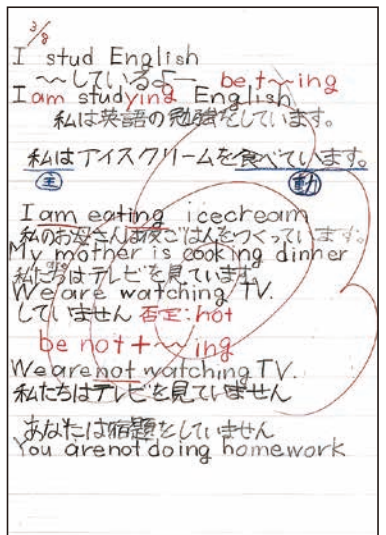 3/8
I stud English
〜〜しているよー be+〜ing
I am studying English
私は英語の勉強をしています。
私はアイスクリームを食べています。
主 動
I am eating icecream
私のお母さんは夜ごはんをつくっています。
My mother is cooking dinner
私たちはテレビを見ています。
We are watching TV.
していません 否定:not
be not+〜〜ing
We are not watching TV.
私たちはテレビを見ていません
あなたは宿題をしていません
You are not doing homework